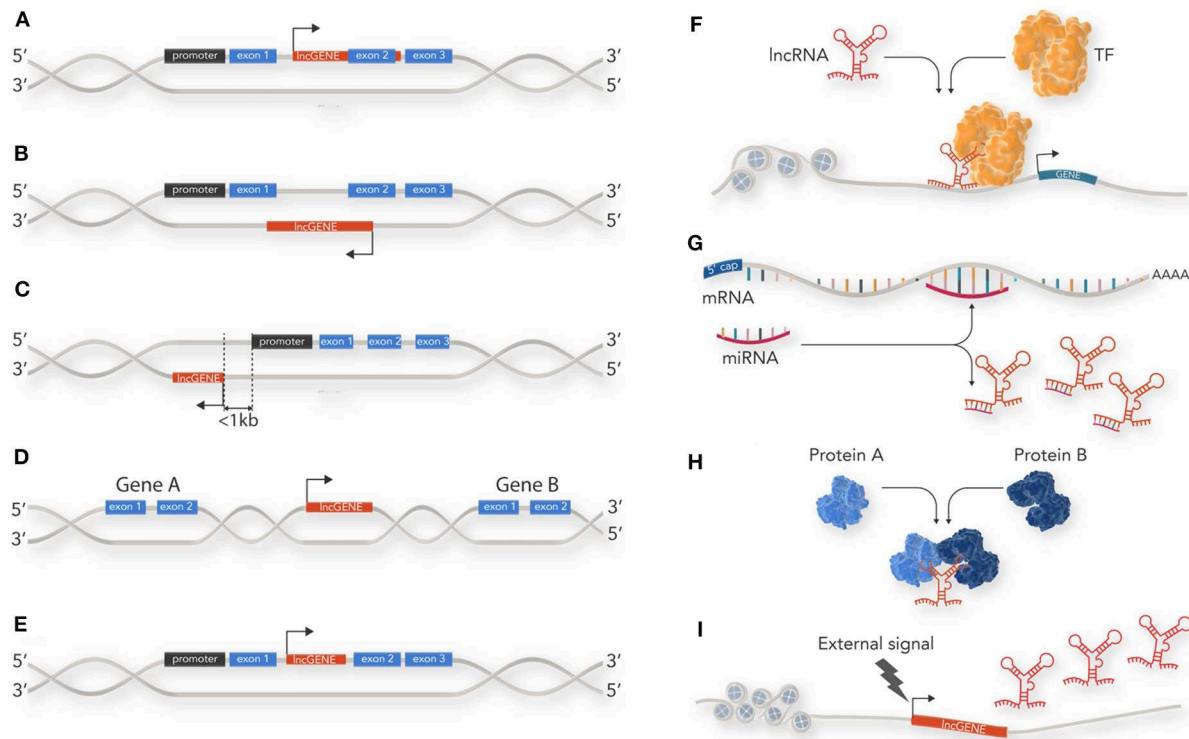 A
5′ promoter exon 1 lncGENE exon 2 exon 3 3′
3′ 5′
B
5′ promoter exon 1 exon 2 exon 3 3′
3′ lncGENE 5′
C
5′ promoter exon 1 exon 2 exon 3 3′
3′ lncGENE 5′
<1kb
D
Gene A Gene B
5′ exon 1 exon 2 lncGENE exon 1 exon 2 3′
3′ 5′
E
5′ promoter exon 1 lncGENE exon 2 exon 3 3′
3′ 5′
F
lncRNA TF
GENE
G
5′ cap AAAA
mRNA
miRNA
H
Protein A Protein B
I
External signal
lncGENE